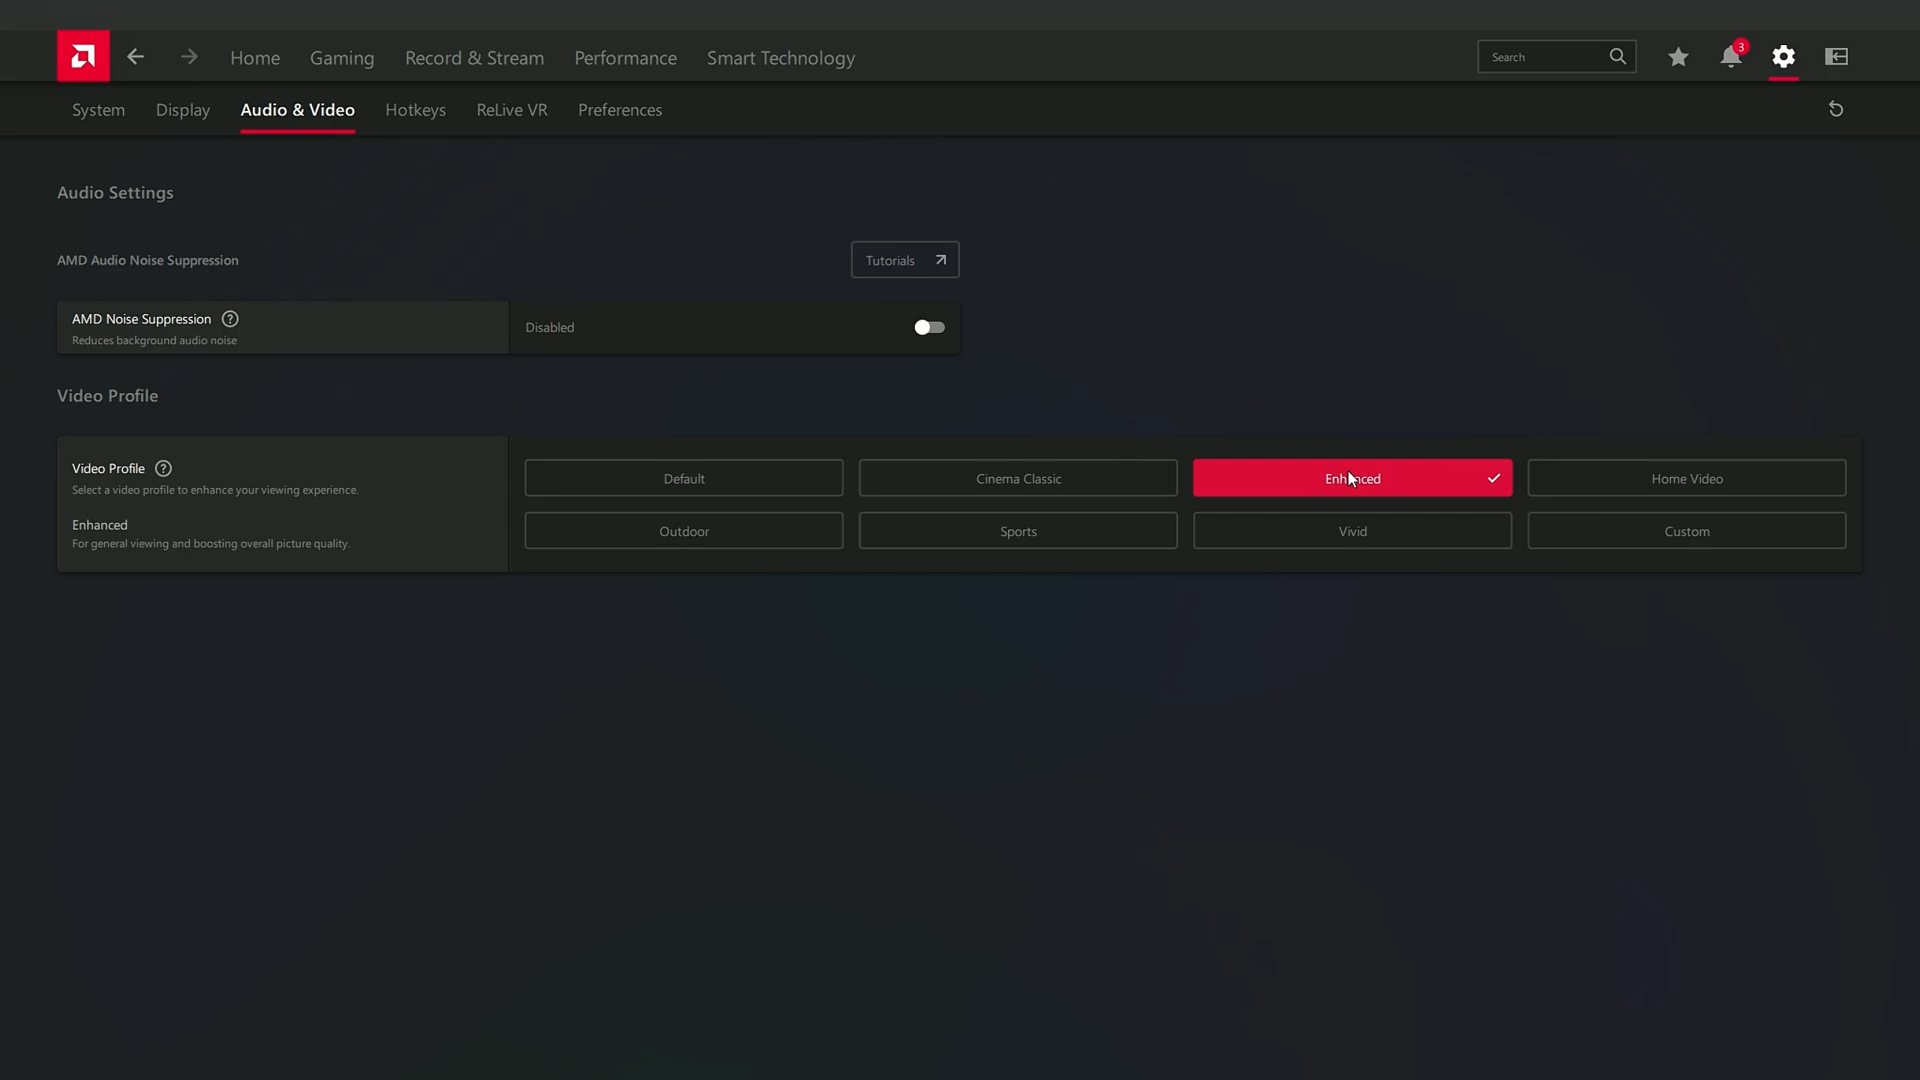 Home Gaming Record & Stream Performance Smart Technology Search 3
System Display Audio & Video Hotkeys ReLive VR Preferences
Audio Settings
AMD Audio Noise Suppression Tutorials
AMD Noise Suppression ?
Reduces background audio noise
Disabled
Video Profile
Video Profile ?
Select a video profile to enhance your viewing experience.
Enhanced
For general viewing and boosting overall picture quality.
Default Cinema Classic Enhanced Home Video
Outdoor Sports Vivid Custom